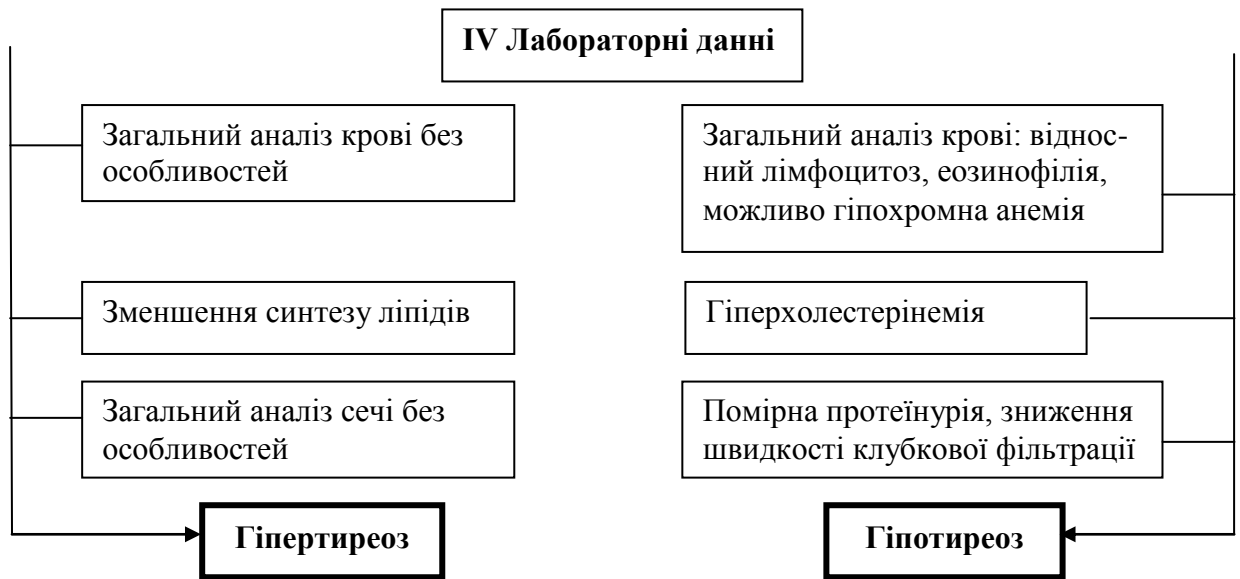 IV Лабораторні данні
Загальний аналіз крові без
особливостей
Загальний аналіз крові: віднос-
ний лімфоцитоз, еозинофілія,
можливо гіпохромна анемія
Зменшення синтезу ліпідів
Гіперхолестерінемія
Загальний аналіз сечі без
особливостей
Помірна протеїнурія, зниження
швидкості клубкової фільтрації
Гіпертиреоз
Гіпотиреоз